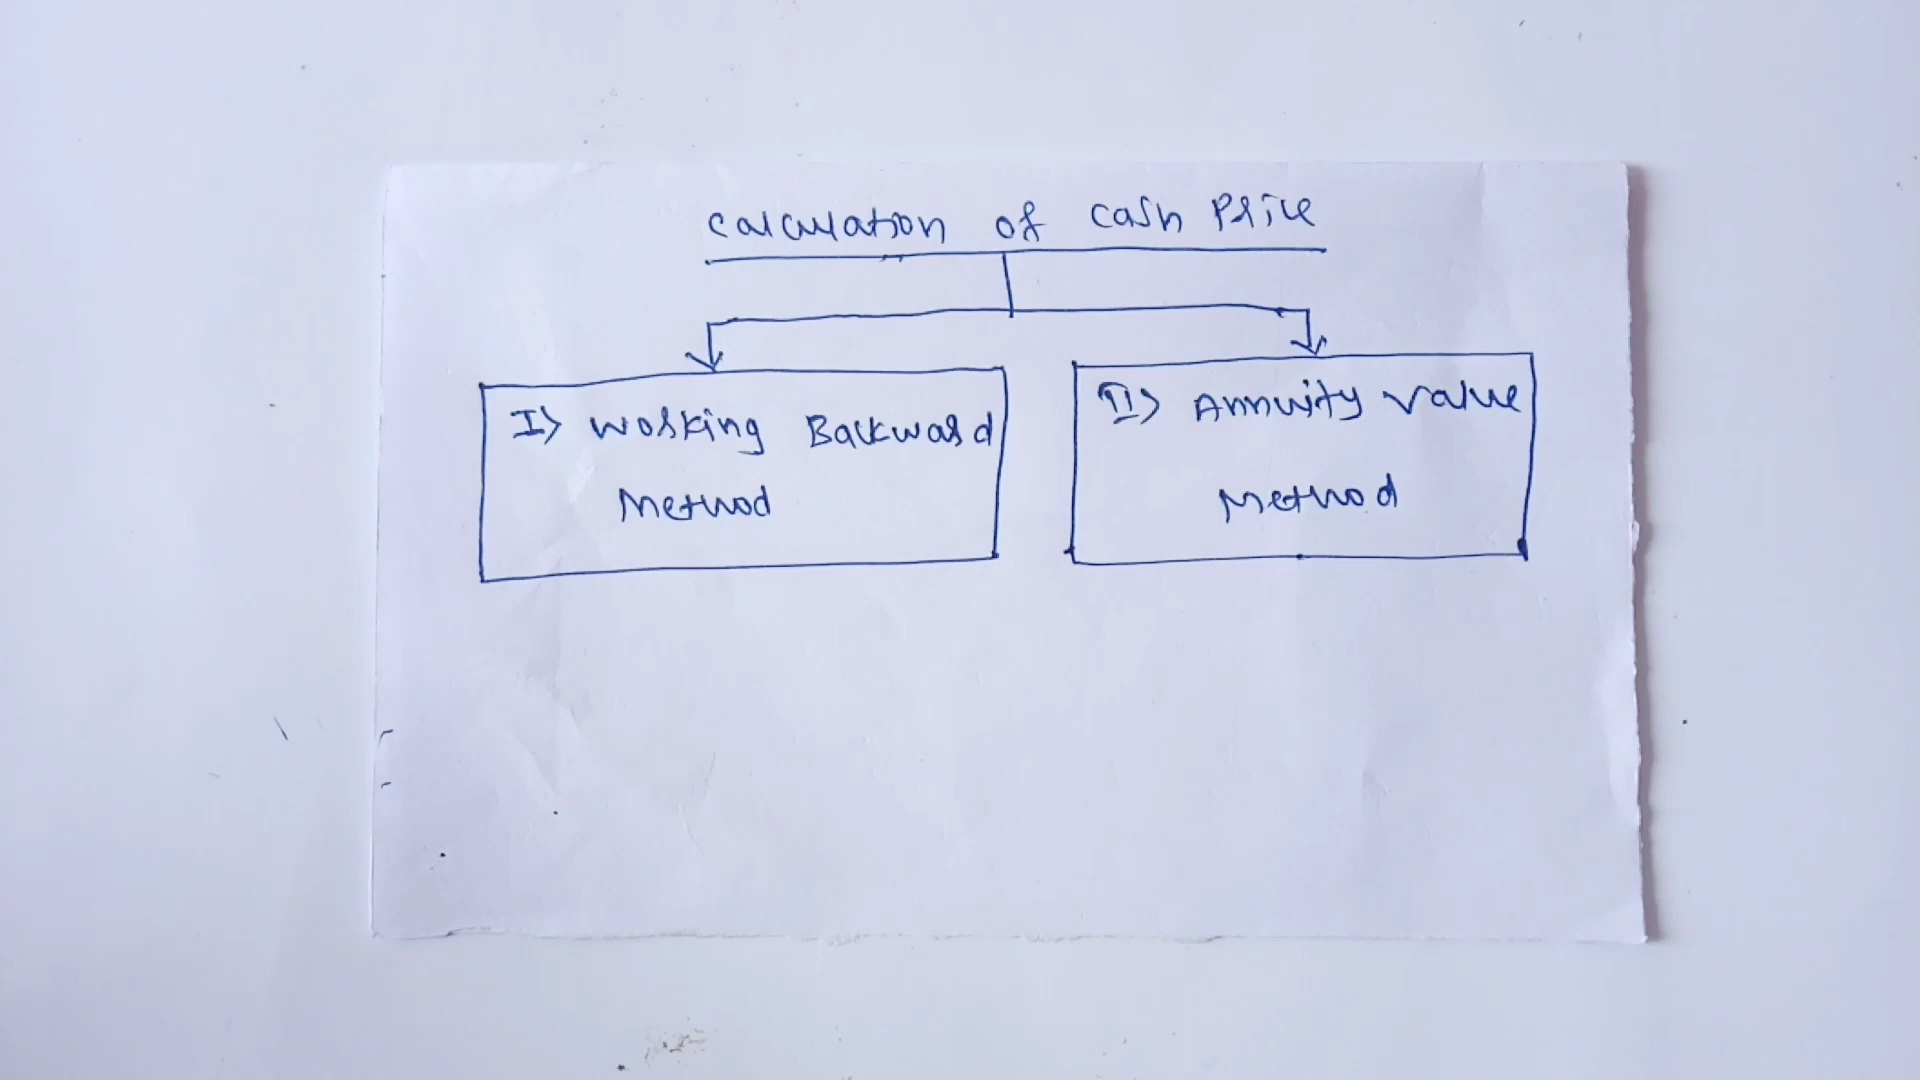 Calculation of cash Price
I> Working Backward
Method
II> Annuity value
Method